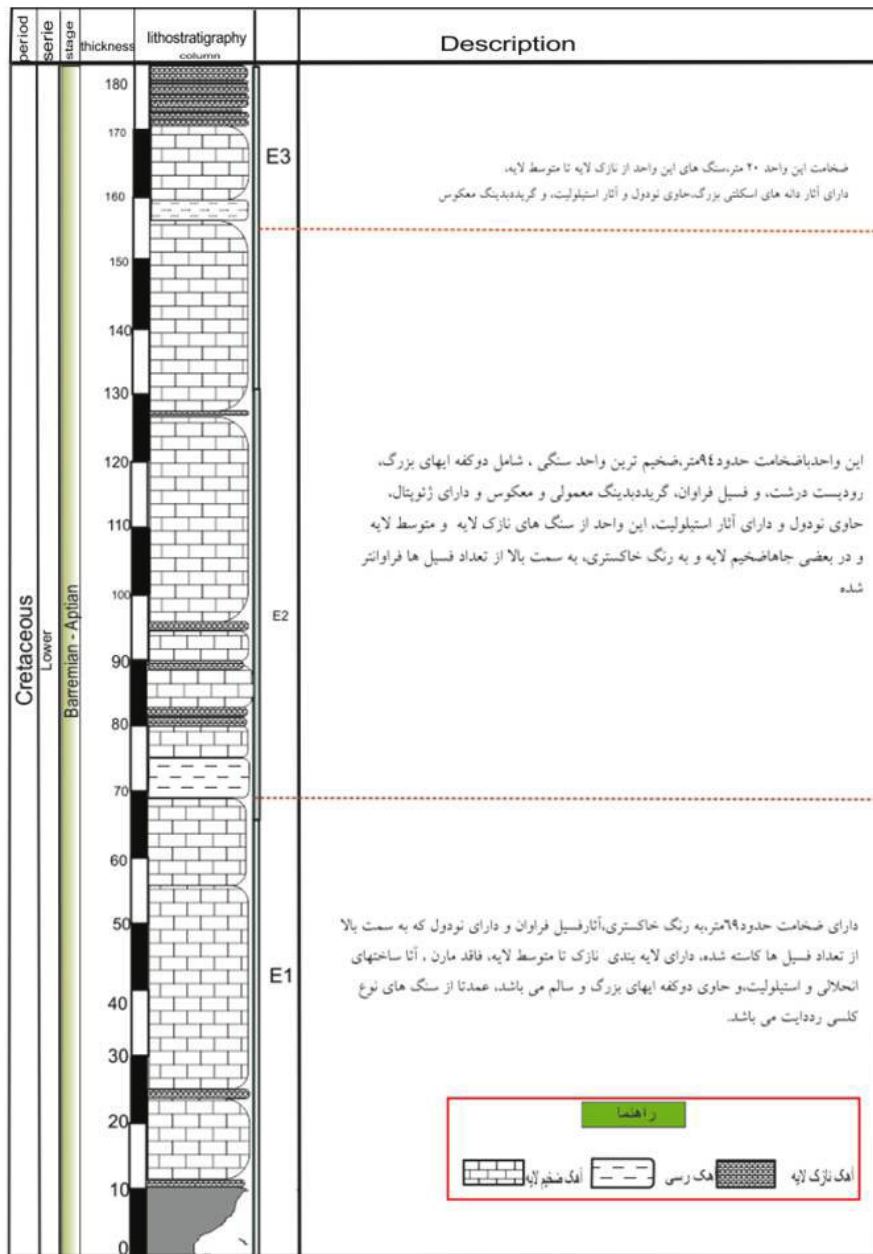 period
serie
stage
thickness
lithostratigraphy
column
Description
180
170
160
150
140
130
120
110
100
90
80
70
60
50
40
30
20
10
0
Cretaceous
Lower
Barremian - Aptian
E3
E2
E1
ضخامت این واحد ۲۰ متر،سنگ های این واحد از نازک لایه تا متوسط لایه،
دارای آثار دانه های اسکلتی بزرگ،حاوی نودول و آثار استیلولیت، و گریددبدینگ معکوس
این واحدباضخامت حدود۹٤متر،ضخیم ترین واحد سنگی ، شامل دوکفه ایهای بزرگ،
رودیست درشت، و فسیل فراوان، گریددبدینگ معمولی و معکوس و دارای ژئوپتال،
حاوی نودول و دارای آثار استیلولیت، این واحد از سنگ های نازک لایه و متوسط لایه
و در بعضی جاهاضخیم لایه و به رنگ خاکستری، به سمت بالا از تعداد فسیل ها فراوانتر
شده
دارای ضخامت حدود٦۹متر،به رنگ خاکستری،آثارفسیل فراوان و دارای نودول که به سمت بالا
از تعداد فسیل ها کاسته شده، دارای لایه بندی نازک تا متوسط لایه، فاقد مارن ، آثا ساختهای
انحلالی و استیلولیت،و حاوی دوکفه ایهای بزرگ و سالم می باشد، عمدتا از سنگ های نوع
کلسی رددایت می باشد.
راهنما
آهک نازک لایه آهک رسی آهک ضخیم لایه